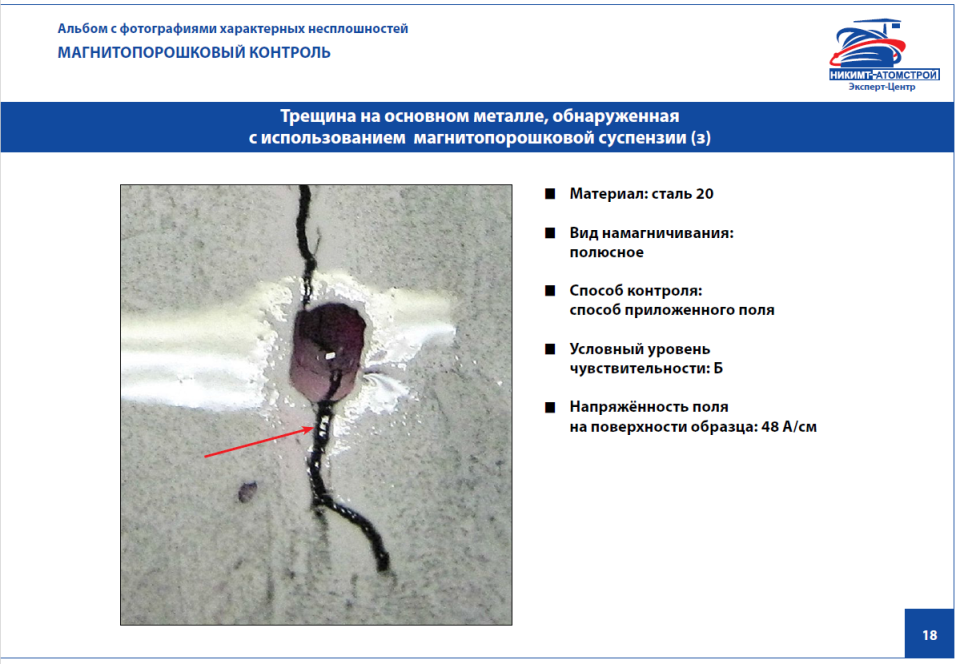 Альбом с фотографиями характерных несплошностей
МАГНИТОПОРОШКОВЫЙ КОНТРОЛЬ
НИКИМТ-АТОМСТРОЙ
Эксперт-Центр
Трещина на основном металле, обнаруженная
с использованием магнитопорошковой суспензии (з)
Материал: сталь 20
Вид намагничивания:
полюсное
Способ контроля:
способ приложенного поля
Условный уровень
чувствительности: Б
Напряжённость поля
на поверхности образца: 48 А/см
18